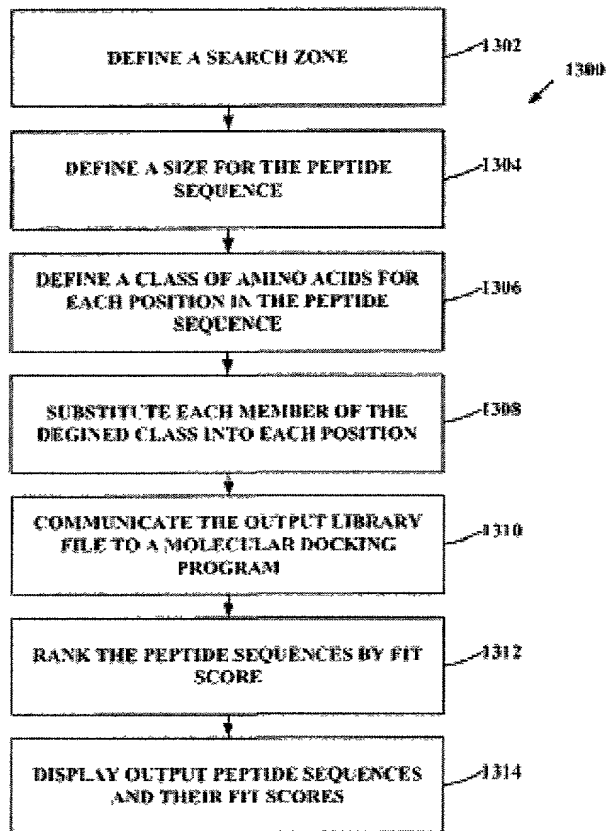 DEFINE A SEARCH ZONE
1302
1300
DEFINE A SIZE FOR THE PEPTIDE
SEQUENCE
1304
DEFINE A CLASS OF AMINO ACIDS FOR
EACH POSITION IN THE PEPTIDE
SEQUENCE
1306
SUBSTITUTE EACH MEMBER OF THE
DEGINED CLASS INTO EACH POSITION
1308
COMMUNICATE THE OUTPUT LIBRARY
FILE TO A MOLECULAR DOCKING
PROGRAM
1310
RANK THE PEPTIDE SEQUENCES BY FIT
SCORE
1312
DISPLAY OUTPUT PEPTIDE SEQUENCES
AND THEIR FIT SCORES
1314